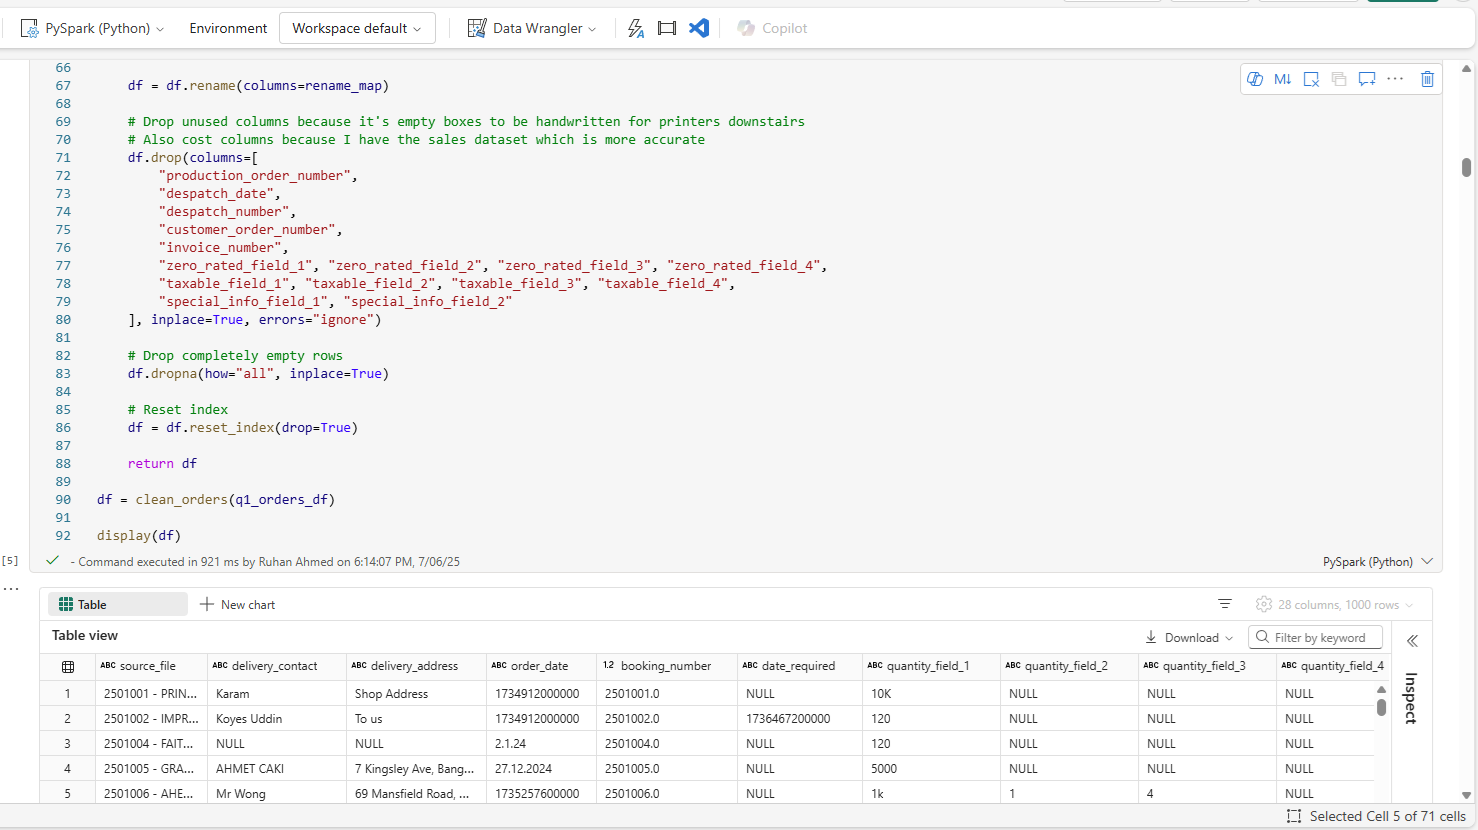 PySpark (Python) Environment Workspace default Data Wrangler Copilot
66
67 df = df.rename(columns=rename_map)
68
69 # Drop unused columns because it's empty boxes to be handwritten for printers downstairs
70 # Also cost columns because I have the sales dataset which is more accurate
71 df.drop(columns=[
72 "production_order_number",
73 "despatch_date",
74 "despatch_number",
75 "customer_order_number",
76 "invoice_number",
77 "zero_rated_field_1", "zero_rated_field_2", "zero_rated_field_3", "zero_rated_field_4",
78 "taxable_field_1", "taxable_field_2", "taxable_field_3", "taxable_field_4",
79 "special_info_field_1", "special_info_field_2"
80 ], inplace=True, errors="ignore")
81
82 # Drop completely empty rows
83 df.dropna(how="all", inplace=True)
84
85 # Reset index
86 df = df.reset_index(drop=True)
87
88 return df
89
90 df = clean_orders(q1_orders_df)
91
92 display(df)
M↓
[5] - Command executed in 921 ms by Ruhan Ahmed on 6:14:07 PM, 7/06/25 PySpark (Python)
Table New chart 28 columns, 1000 rows
Table view Download Filter by keyword
ABC source_file ABC delivery_contact ABC delivery_address ABC order_date 1.2 booking_number ABC date_required ABC quantity_field_1 ABC quantity_field_2 ABC quantity_field_3 ABC quantity_field_4
1 2501001 - PRIN... Karam Shop Address 1734912000000 2501001.0 NULL 10K NULL NULL NULL
2 2501002 - IMPR... Koyes Uddin To us 1734912000000 2501002.0 1736467200000 120 NULL NULL NULL
3 2501004 - FAIT... NULL NULL 2.1.24 2501004.0 NULL 120 NULL NULL NULL
4 2501005 - GRA... AHMET CAKI 7 Kingsley Ave, Bang... 27.12.2024 2501005.0 NULL 5000 NULL NULL NULL
5 2501006 - AHE... Mr Wong 69 Mansfield Road, ... 1735257600000 2501006.0 NULL 1k 1 4 NULL
Inspect
Selected Cell 5 of 71 cells